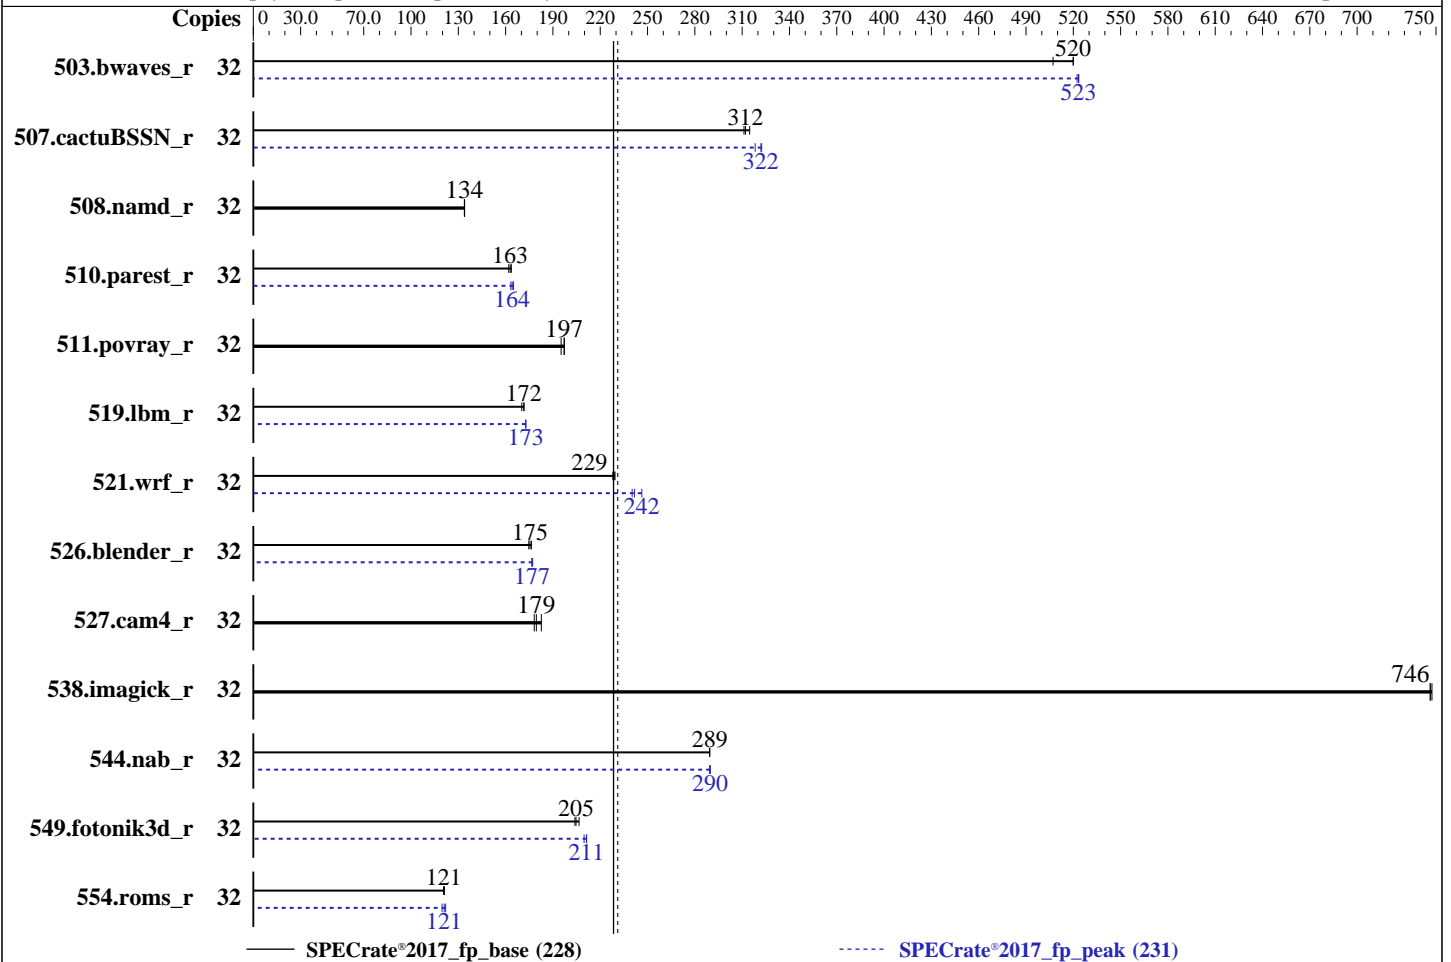 Copies 0 30.0 70.0 100 130 160 190 220 250 280 310 340 370 400 430 460 490 520 550 580 610 640 670 700 750
503.bwaves_r 32 520
523
507.cactuBSSN_r 32 312
322
508.namd_r 32 134
510.parest_r 32 163
164
511.povray_r 32 197
519.lbm_r 32 172
173
521.wrf_r 32 229
242
526.blender_r 32 175
177
527.cam4_r 32 179
538.imagick_r 32 746
544.nab_r 32 289
290
549.fotonik3d_r 32 205
211
554.roms_r 32 121
121
SPECrate®2017_fp_base (228) SPECrate®2017_fp_peak (231)